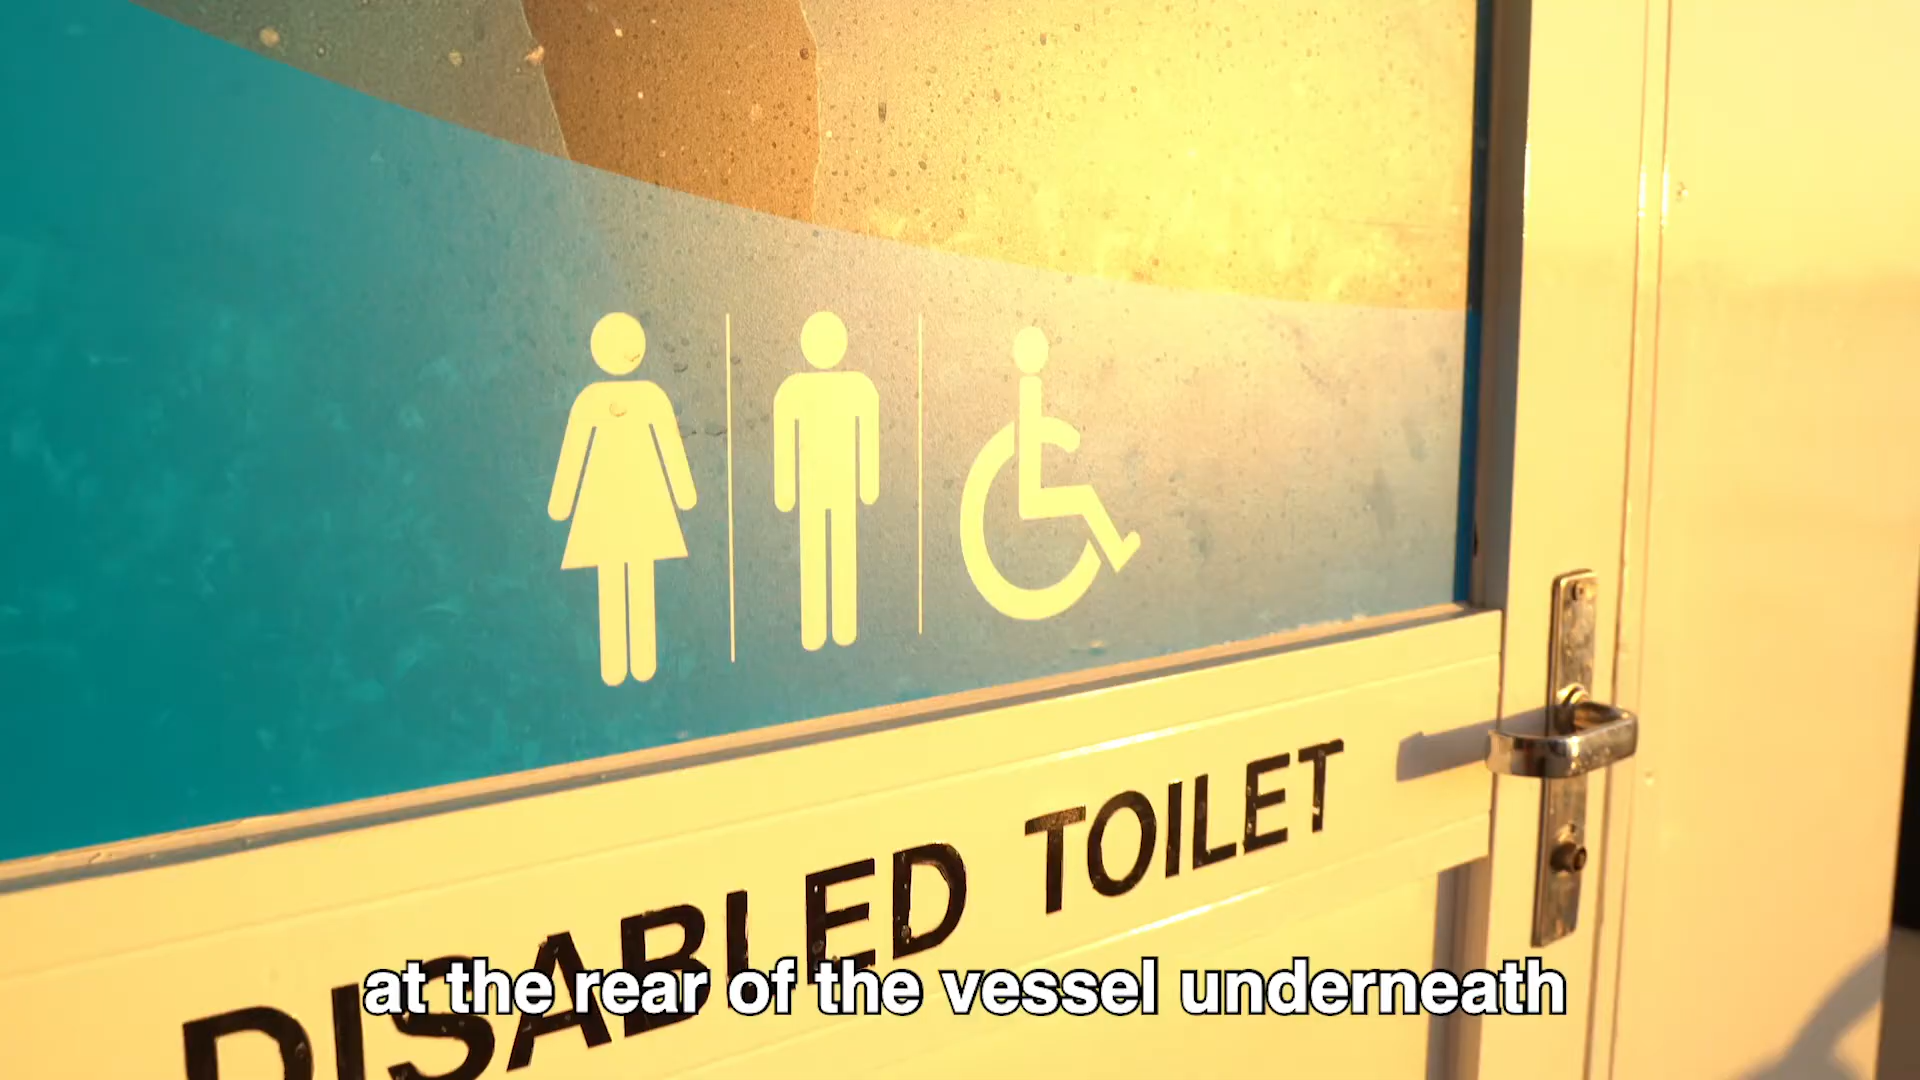 DISABLED TOILET
at the rear of the vessel underneath